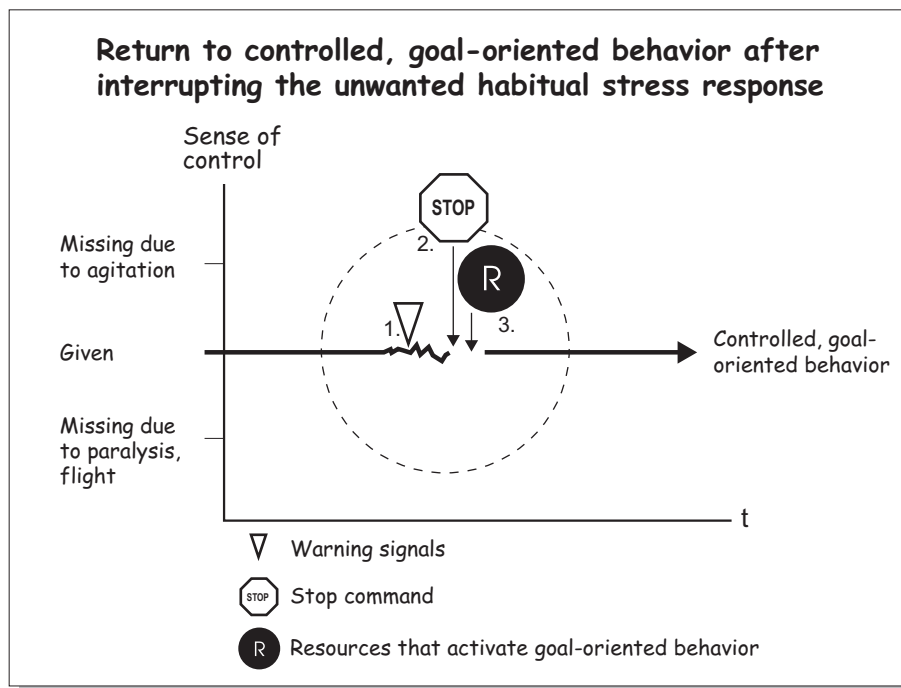 Return to controlled, goal-oriented behavior after
interrupting the unwanted habitual stress response
Sense of
control
STOP
2.
Missing due
to agitation
R
1.
3.
Given
Controlled, goal-
oriented behavior
Missing due
to paralysis,
flight
t
Warning signals
STOP
Stop command
R
Resources that activate goal-oriented behavior